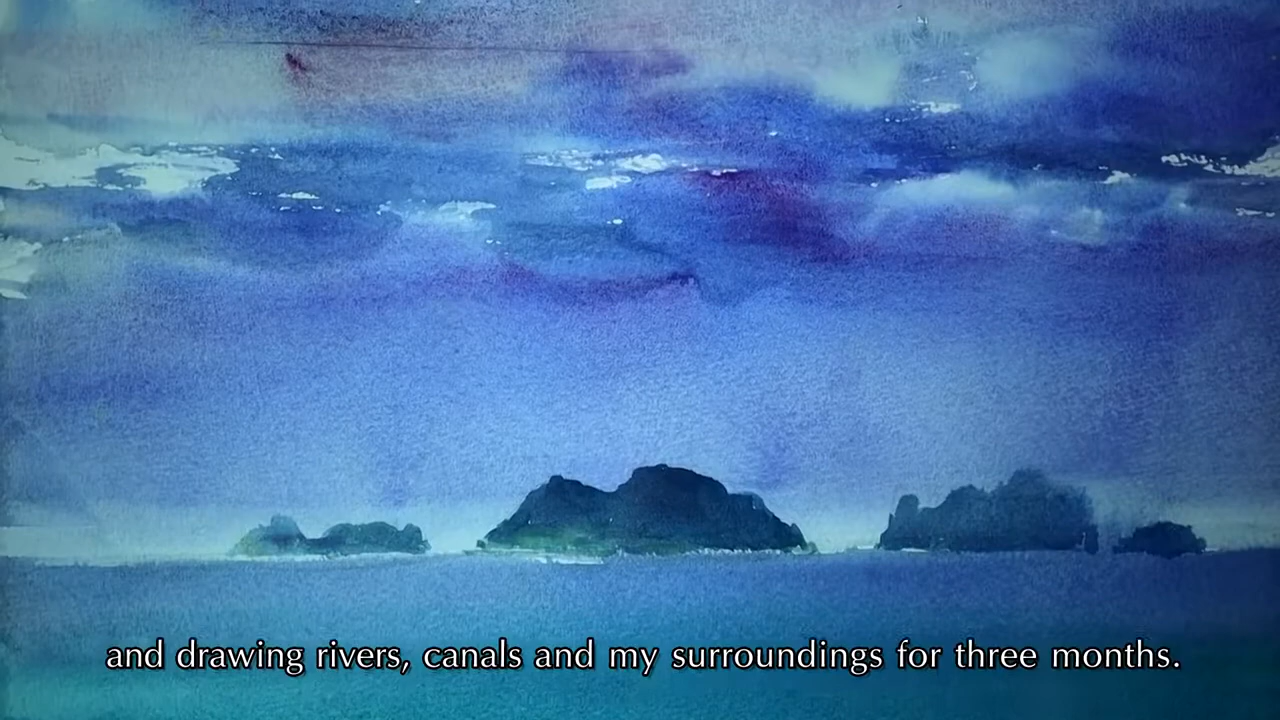 and drawing rivers, canals and my surroundings for three months.